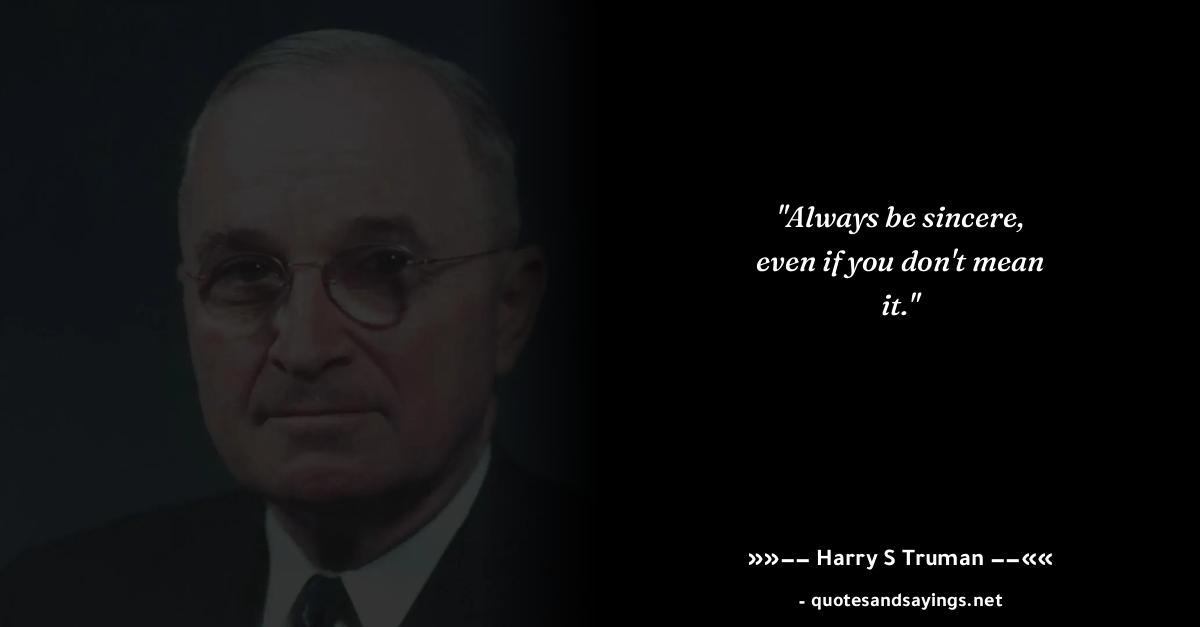 "Always be sincere,
even if you don't mean
it."
»»−− Harry S Truman −−««
- quotesandsayings.net